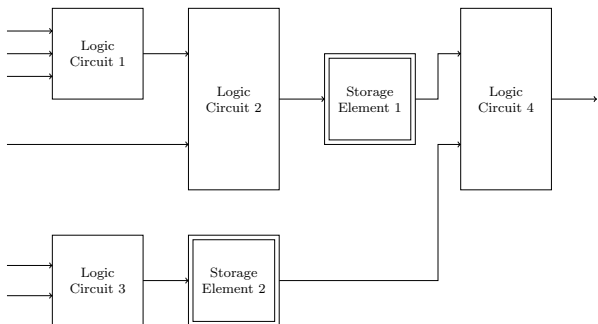 Logic
Circuit 1
Logic
Circuit 2
Storage
Element 1
Logic
Circuit 4
Logic
Circuit 3
Storage
Element 2